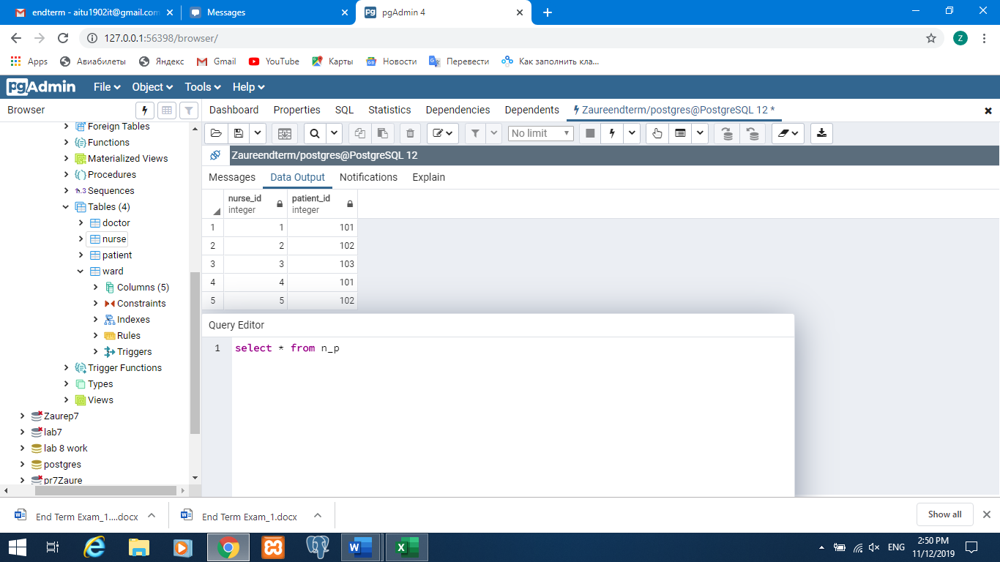 endterm - aitu1902it@gmail.com
Messages
pgAdmin 4
127.0.0.1:56398/browser/
Z
Apps
Авиабилеты
Яндекс
Gmail
YouTube
Карты
Новости
Перевести
Как заполнить кла...
pgAdmin
File
Object
Tools
Help
Browser
Dashboard
Properties
SQL
Statistics
Dependencies
Dependents
Zaureendterm/postgres@PostgreSQL 12 *
No limit
Zaureendterm/postgres@PostgreSQL 12
Messages
Data Output
Notifications
Explain
Foreign Tables
Functions
Materialized Views
Procedures
1..3 Sequences
Tables (4)
doctor
nurse
patient
ward
Columns (5)
Constraints
Indexes
Rules
Triggers
Trigger Functions
Types
Views
Zaurep7
lab7
lab 8 work
postgres
pr7Zaure
nurse_id patient_id
integer integer
1 1 101
2 2 102
3 3 103
4 4 101
5 5 102
Query Editor
1 select * from n_p
End Term Exam_1....docx
End Term Exam_1.docx
Show all
ENG
2:50 PM
11/12/2019